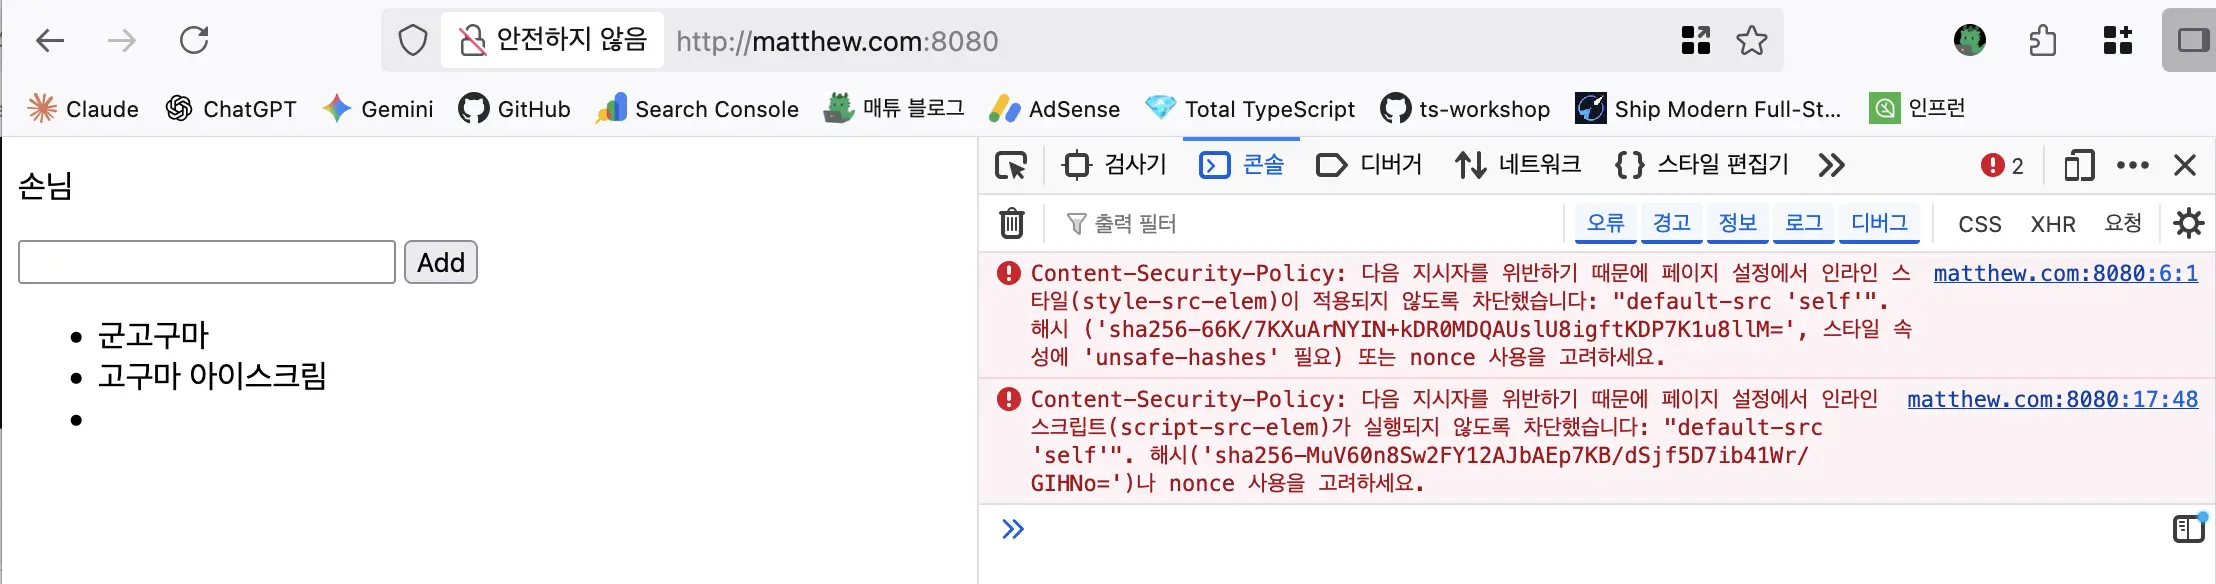 안전하지 않음 http://matthew.com:8080
Claude ChatGPT Gemini GitHub Search Console 매튜 블로그 AdSense Total TypeScript ts-workshop Ship Modern Full-St... 인프런
손님
Add
군고구마
고구마 아이스크림
검사기 콘솔 디버거 네트워크 스타일 편집기 2
출력 필터 오류 경고 정보 로그 디버그 CSS XHR 요청
Content-Security-Policy: 다음 지시자를 위반하기 때문에 페이지 설정에서 인라인 스 matthew.com:8080:6:1
타일(style-src-elem)이 적용되지 않도록 차단했습니다: "default-src 'self'".
해시 ('sha256-66K/7KXuArNYIN+kDR0MDQAUslU8igftKDP7K1u8llM=', 스타일 속
성에 'unsafe-hashes' 필요) 또는 nonce 사용을 고려하세요.
Content-Security-Policy: 다음 지시자를 위반하기 때문에 페이지 설정에서 인라인 matthew.com:8080:17:48
스크립트(script-src-elem)가 실행되지 않도록 차단했습니다: "default-src
'self'". 해시('sha256-MuV60n8Sw2FY12AJbAEp7KB/dSjf5D7ib41Wr/
GIHNo=')나 nonce 사용을 고려하세요.